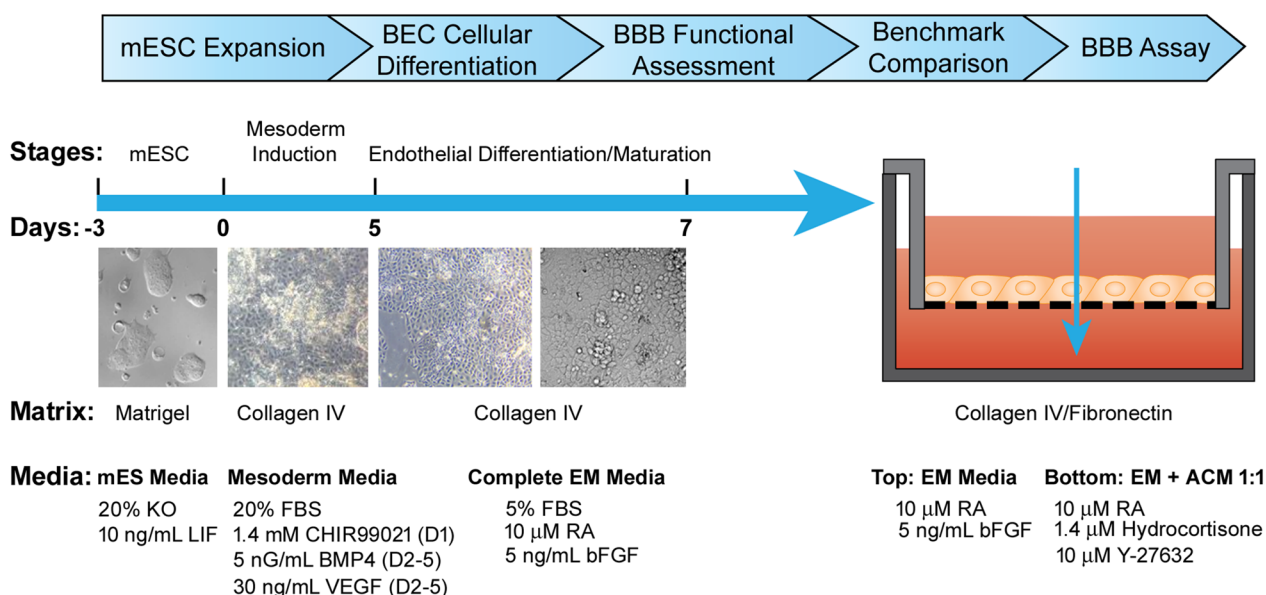 mESC Expansion
BEC Cellular
Differentiation
BBB Functional
Assessment
Benchmark
Comparison
BBB Assay
Stages:
mESC
Mesoderm
Induction
Endothelial Differentiation/Maturation
Days: -3 0 5 7
Matrix: Matrigel Collagen IV Collagen IV Collagen IV/Fibronectin
Media:
mES Media
20% KO
10 ng/mL LIF
Mesoderm Media
20% FBS
1.4 mM CHIR99021 (D1)
5 nG/mL BMP4 (D2-5)
30 ng/mL VEGF (D2-5)
Complete EM Media
5% FBS
10 μM RA
5 ng/mL bFGF
Top: EM Media
10 μM RA
5 ng/mL bFGF
Bottom: EM + ACM 1:1
10 μM RA
1.4 μM Hydrocortisone
10 μM Y-27632